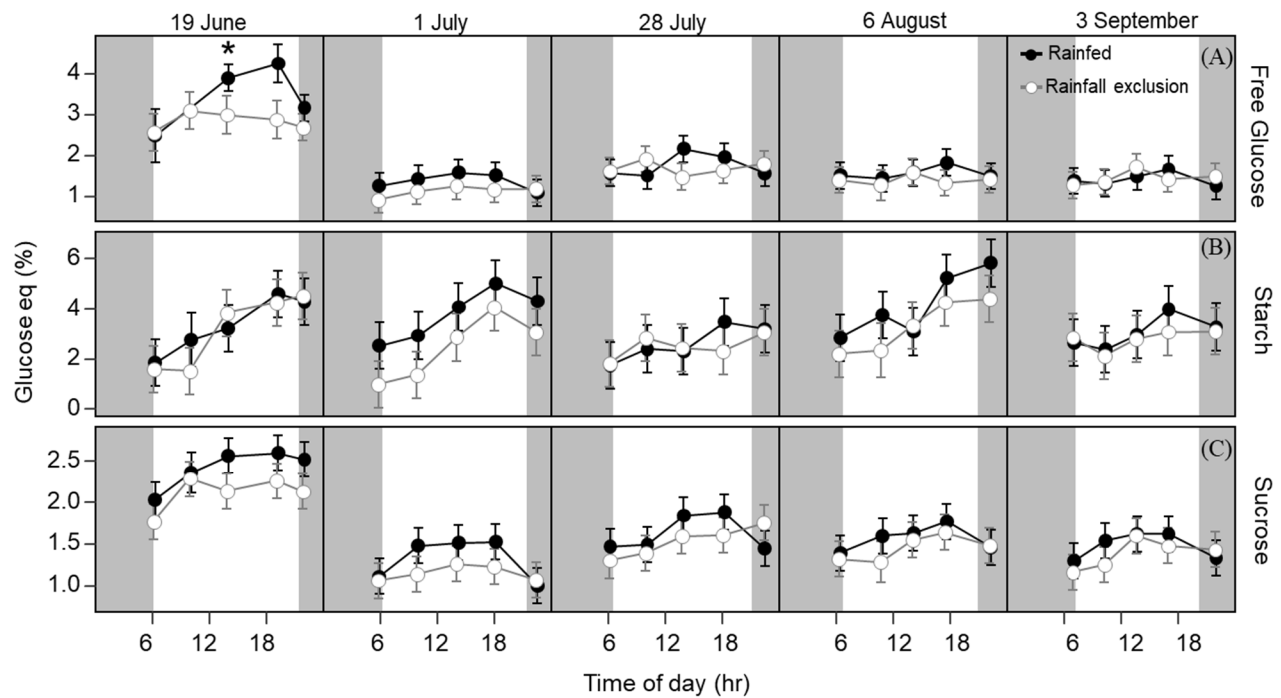 19 June 1 July 28 July 6 August 3 September
*
(A)
Rainfed
Rainfall exclusion
4
3
2
1
Free Glucose
(B)
6
4
2
0
Starch
Glucose eq (%)
(C)
2.5
2.0
1.5
1.0
Sucrose
6 12 18 6 12 18 6 12 18 6 12 18 6 12 18
Time of day (hr)